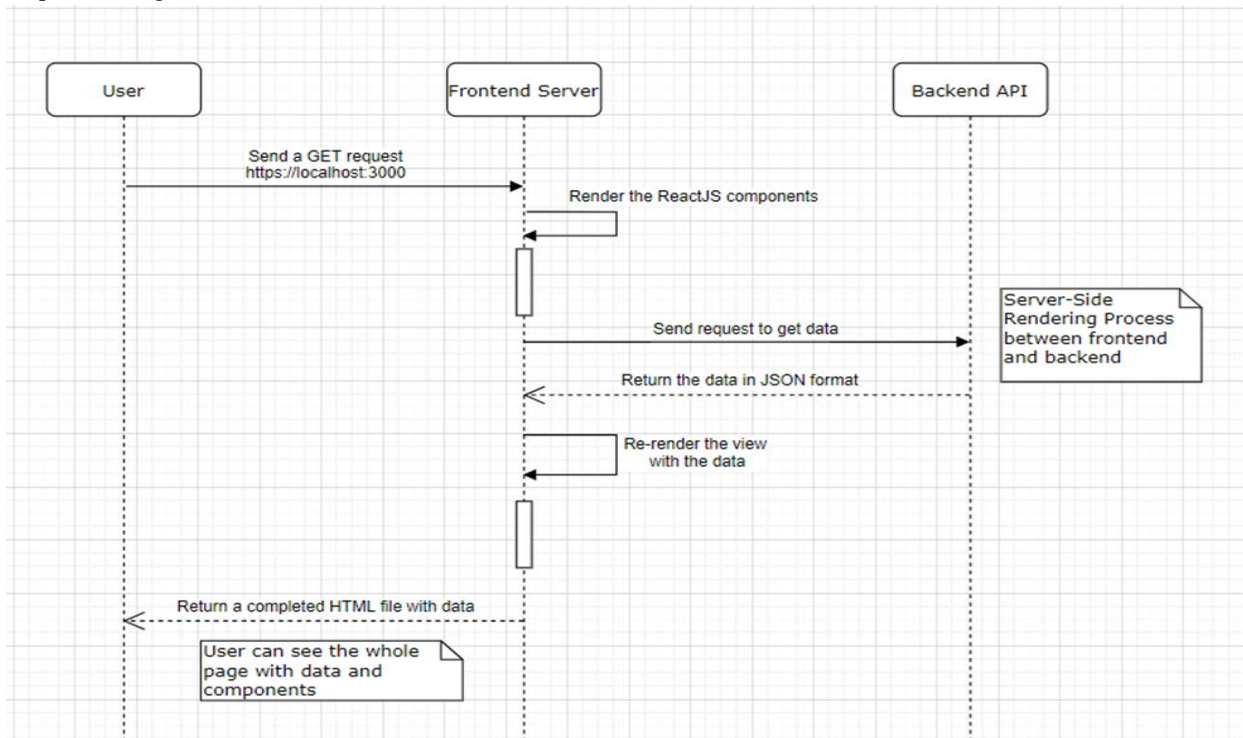 User
Frontend Server
Backend API
Send a GET request
https://localhost:3000
Render the ReactJS components
Server-Side
Rendering Process
between frontend
and backend
Send request to get data
Return the data in JSON format
Re-render the view
with the data
Return a completed HTML file with data
User can see the whole
page with data and
components